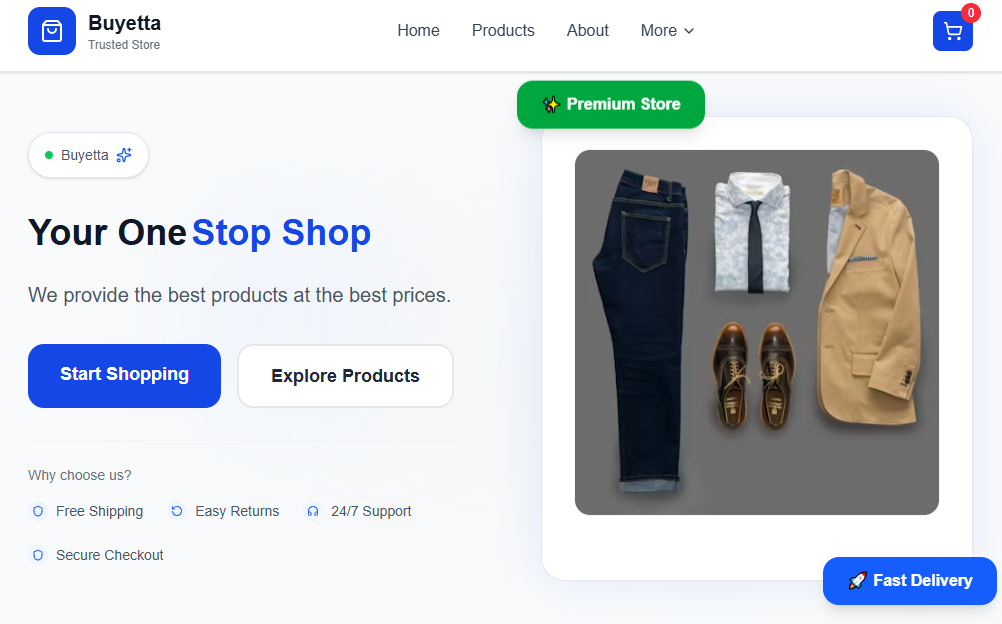 Buyetta
Trusted Store
Home
Products
About
More
0
✨ Premium Store
Buyetta
Your One Stop Shop
We provide the best products at the best prices.
Start Shopping
Explore Products
Why choose us?
Free Shipping
Easy Returns
24/7 Support
Secure Checkout
🚀 Fast Delivery